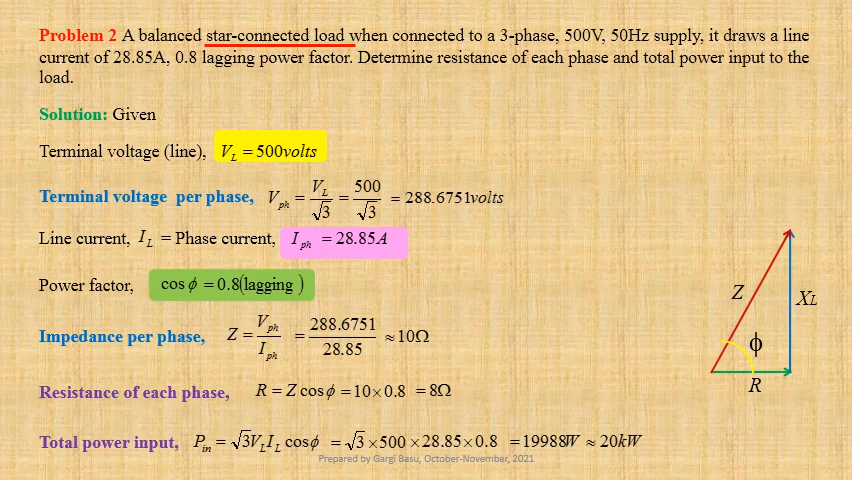 Problem 2 A balanced star-connected load when connected to a 3-phase, 500V, 50Hz supply, it draws a line
current of 28.85A, 0.8 lagging power factor. Determine resistance of each phase and total power input to the
load.
Solution: Given
Terminal voltage (line), V_L = 500volts
Terminal voltage per phase, V_ph = V_L/√3 = 500/√3 = 288.6751volts
Line current, I_L = Phase current, I_ph = 28.85A
Power factor, cos ϕ = 0.8(lagging )
Impedance per phase, Z = V_ph/I_ph = 288.6751/28.85 ≈ 10Ω
Resistance of each phase, R = Z cos ϕ = 10 × 0.8 = 8Ω
Total power input, P_in = √3V_L I_L cos ϕ = √3 × 500 × 28.85 × 0.8 = 19988W ≈ 20kW
Z
X_L
ϕ
R
Prepared by Gargi Basu, October-November, 2021